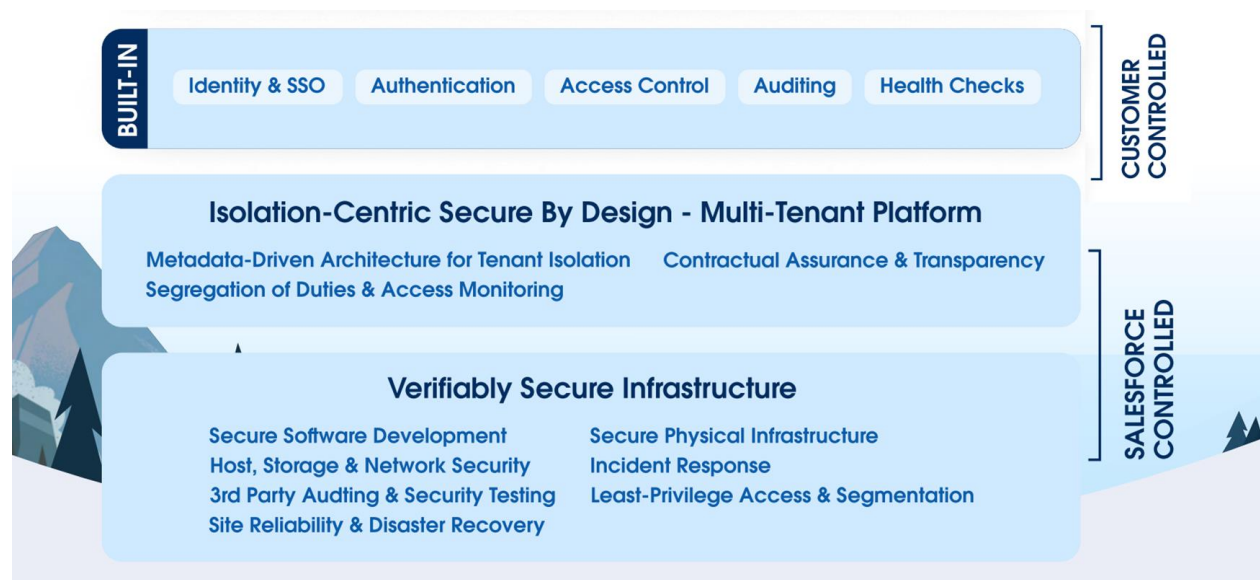 BUILT-IN
Identity & SSO
Authentication
Access Control
Auditing
Health Checks
CUSTOMER
CONTROLLED
Isolation-Centric Secure By Design - Multi-Tenant Platform
Metadata-Driven Architecture for Tenant Isolation
Contractual Assurance & Transparency
Segregation of Duties & Access Monitoring
Verifiably Secure Infrastructure
Secure Software Development
Secure Physical Infrastructure
Host, Storage & Network Security
Incident Response
3rd Party Audting & Security Testing
Least-Privilege Access & Segmentation
Site Reliability & Disaster Recovery
SALESFORCE
CONTROLLED